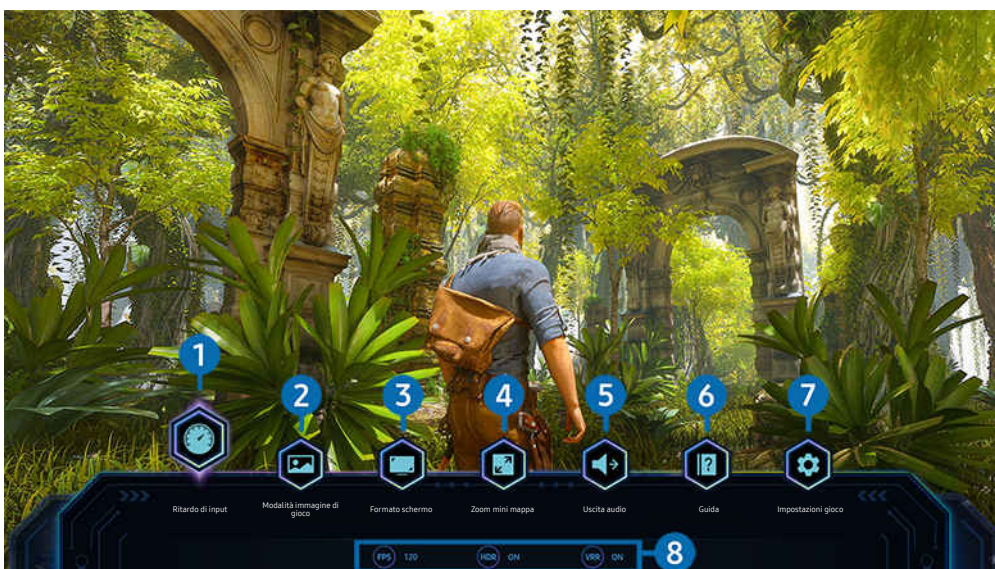 1
2
3
4
5
6
7
Ritardo di input
Modalità immagine di
gioco
Formato schermo
Zoom mini mappa
Uscita audio
?
Guida
Impostazioni gioco
FPS 120 HDR ON VRR ON 8